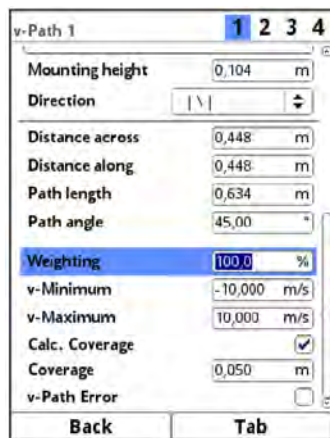 v-Path 1 1 2 3 4
Mounting height 0,104 m
Direction | \ |
Distance across 0,448 m
Distance along 0,448 m
Path length 0,634 m
Path angle 45,00 °
Weighting 100,0 %
v-Minimum -10,000 m/s
v-Maximum 10,000 m/s
Calc. Coverage
Coverage 0,050 m
v-Path Error
Back Tab